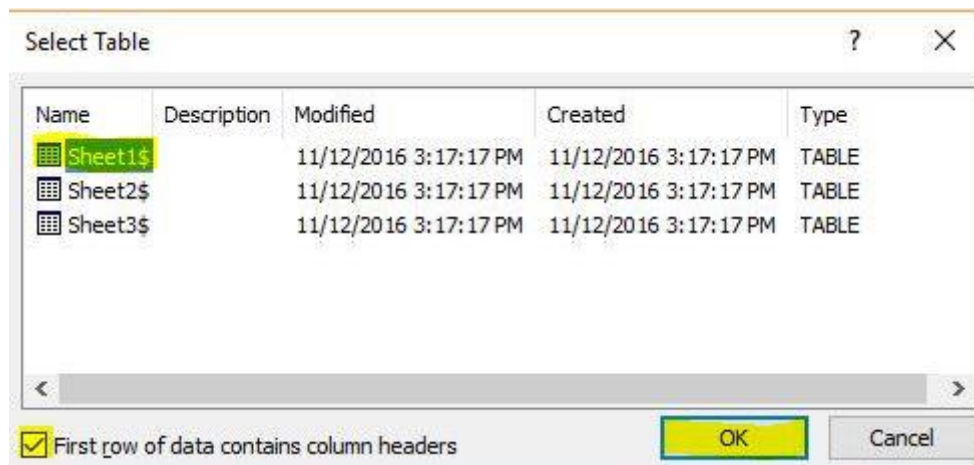 Select Table ?
Name Description Modified Created Type
Sheet1$ 11/12/2016 3:17:17 PM 11/12/2016 3:17:17 PM TABLE
Sheet2$ 11/12/2016 3:17:17 PM 11/12/2016 3:17:17 PM TABLE
Sheet3$ 11/12/2016 3:17:17 PM 11/12/2016 3:17:17 PM TABLE
First row of data contains column headers OK Cancel